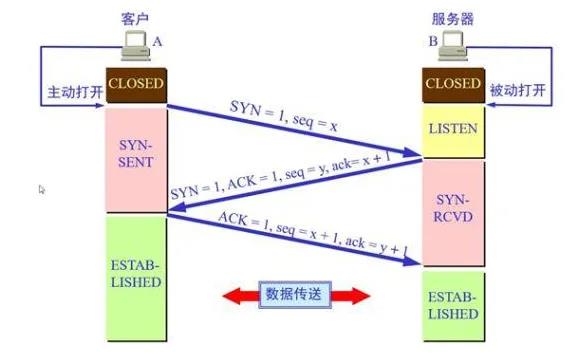 客户
服务器
A
B
主动打开
CLOSED
CLOSED
被动打开
SYN = 1, seq = x
LISTEN
SYN-
SENT
SYN = 1, ACK = 1, seq = y, ack= x + 1
SYN-
RCVD
ACK = 1, seq = x + 1, ack = y + 1
ESTAB-
LISHED
数据传送
ESTAB-
LISHED